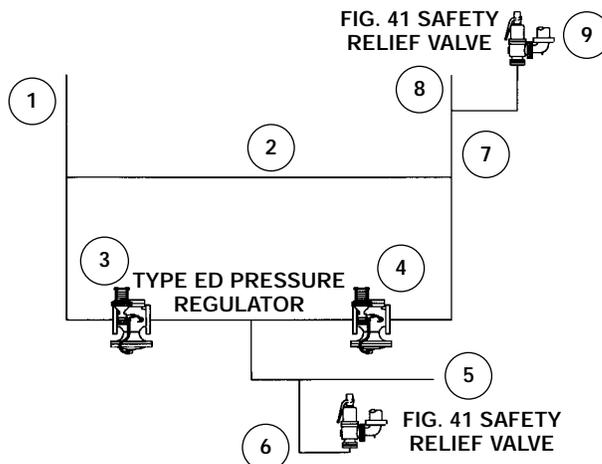 FIG. 41 SAFETY
RELIEF VALVE
9
1
8
2
7
3
TYPE ED PRESSURE
REGULATOR
4
5
6
FIG. 41 SAFETY
RELIEF VALVE